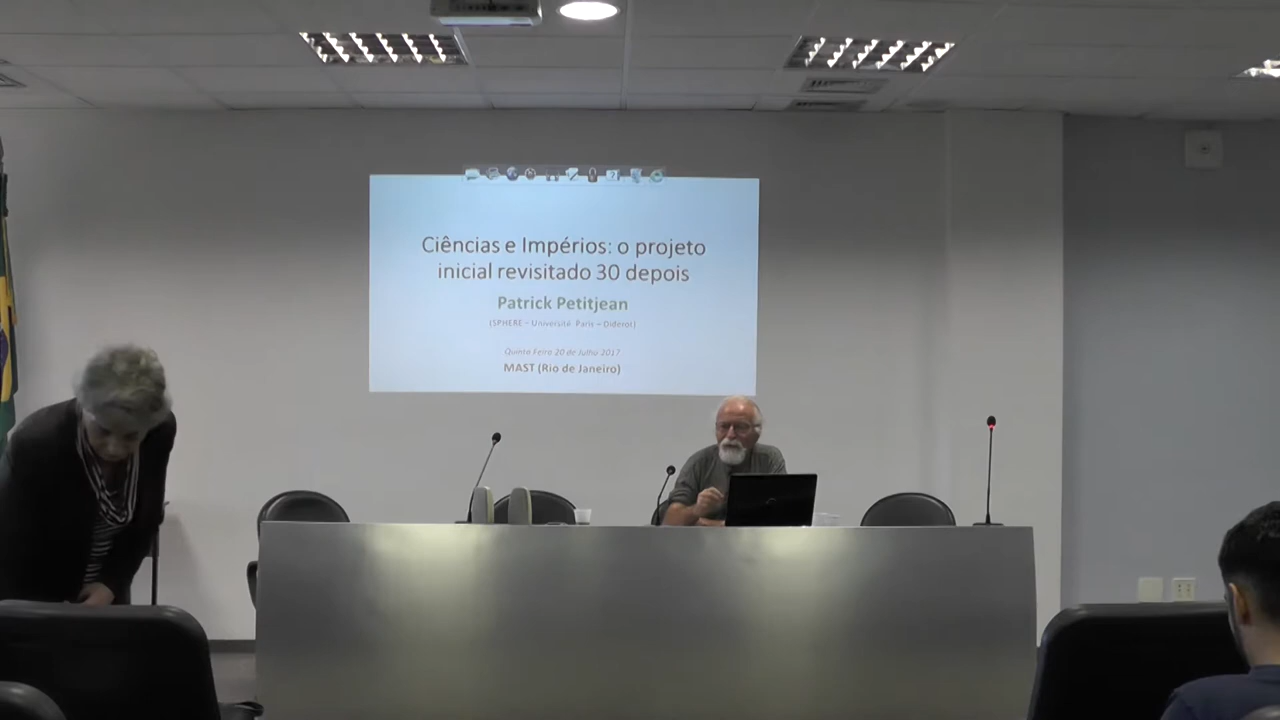 Ciências e Impérios: o projeto
inicial revisitado 30 depois
Patrick Petitjean
(SPHERE – Université Paris – Diderot)
Quinta Feira 20 de Julho 2017
MAST (Rio de Janeiro)